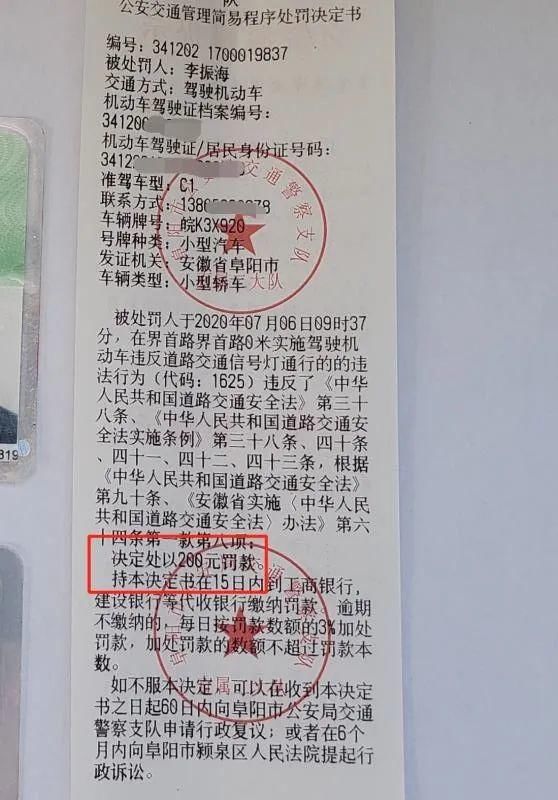 队
公安交通管理简易程序处罚决定书
编号：341202 1700019837
被处罚人：李振海
交通方式：驾驶机动车
机动车驾驶证档案编号：
341200
机动车驾驶证/居民身份证号码：
3412
准驾车型：C1
联系方式：1380 78
车辆牌号：皖K3X920
号牌种类：小型汽车
发证机关：安徽省阜阳市
车辆类型：小型轿车
被处罚人于2020年07月06日09时37
分，在界首路界首路0米实施驾驶机
动车违反道路交通信号灯通行的的违
法行为（代码：1625）违反了《中华
人民共和国道路交通安全法》第三十
八条、《中华人民共和国道路交通安
全法实施条例》第三十八条、四十条
、四十一、四十二、四十三条，根据
《中华人民共和国道路交通安全法》
第九十条、《安徽省实施〈中华人民
共和国道路交通安全法〉办法》第六
十四条第一款第八项，
决定处以200元罚款。
持本决定书在15日内到工商银行，
建设银行等代收银行缴纳罚款。逾期
不缴纳的，每日按罚款数额的3%加处
罚款，加处罚款的数额不超过罚款本
数。
如不服本决定，可以在收到本决定
书之日起60日内向阜阳市公安局交通
警察支队申请行政复议；或者在6个
月内向阜阳市颍泉区人民法院提起行
政诉讼。
819